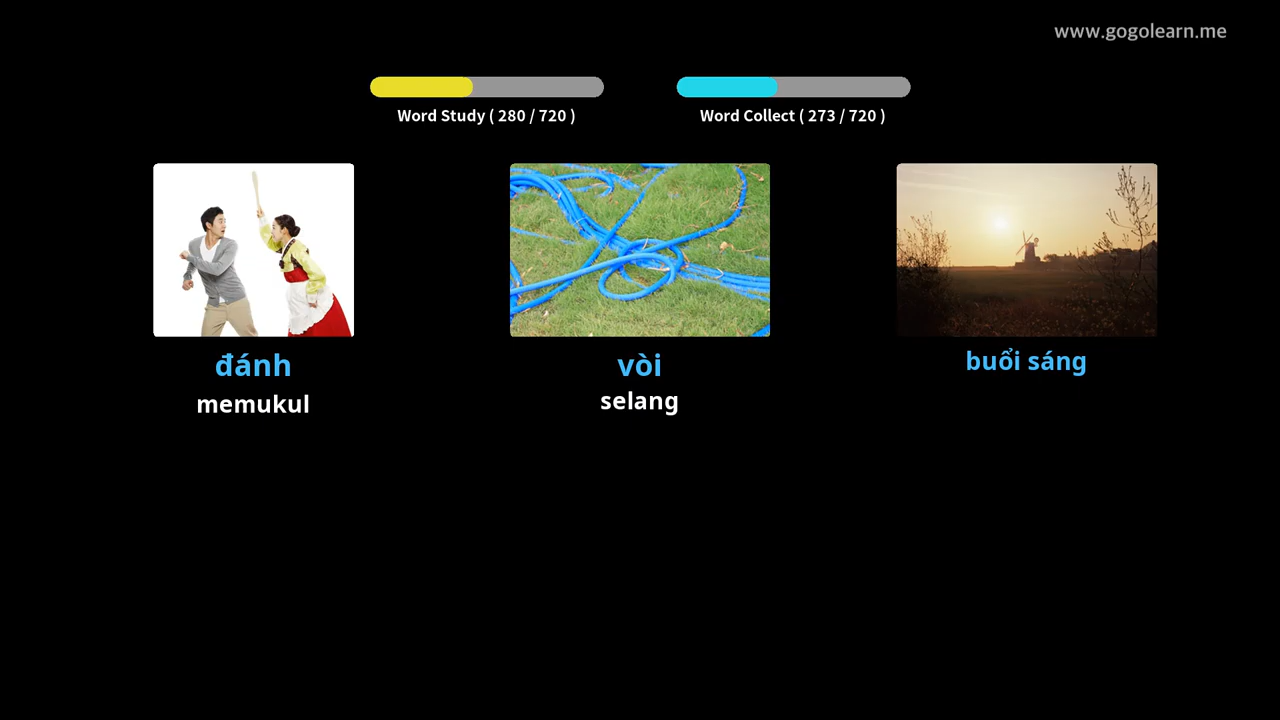 www.gogolearn.me
Word Study ( 280 / 720 )
Word Collect ( 273 / 720 )
đánh
memukul
vòi
selang
buổi sáng